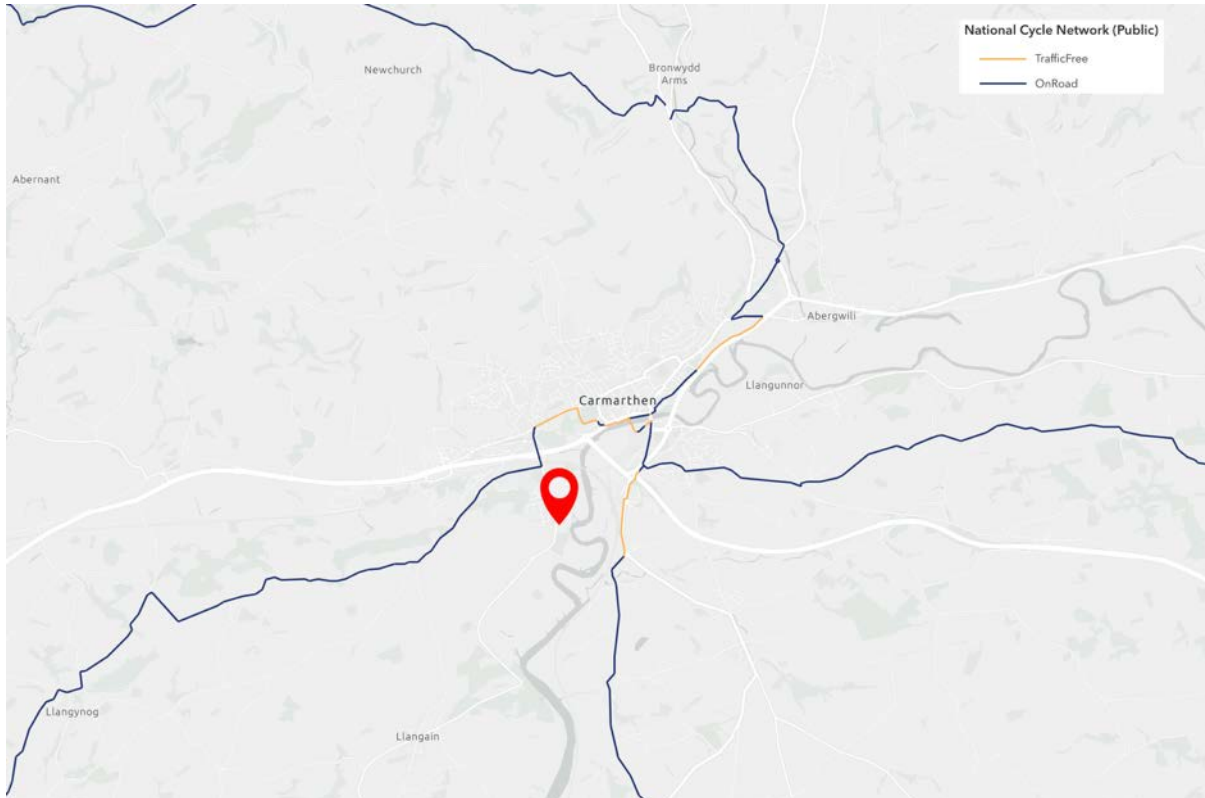 National Cycle Network (Public)
TrafficFree
OnRoad
Newchurch
Bronwydd
Arms
Abernant
Abergwili
Llangunnor
Carmarthen
Llangynog
Llangain